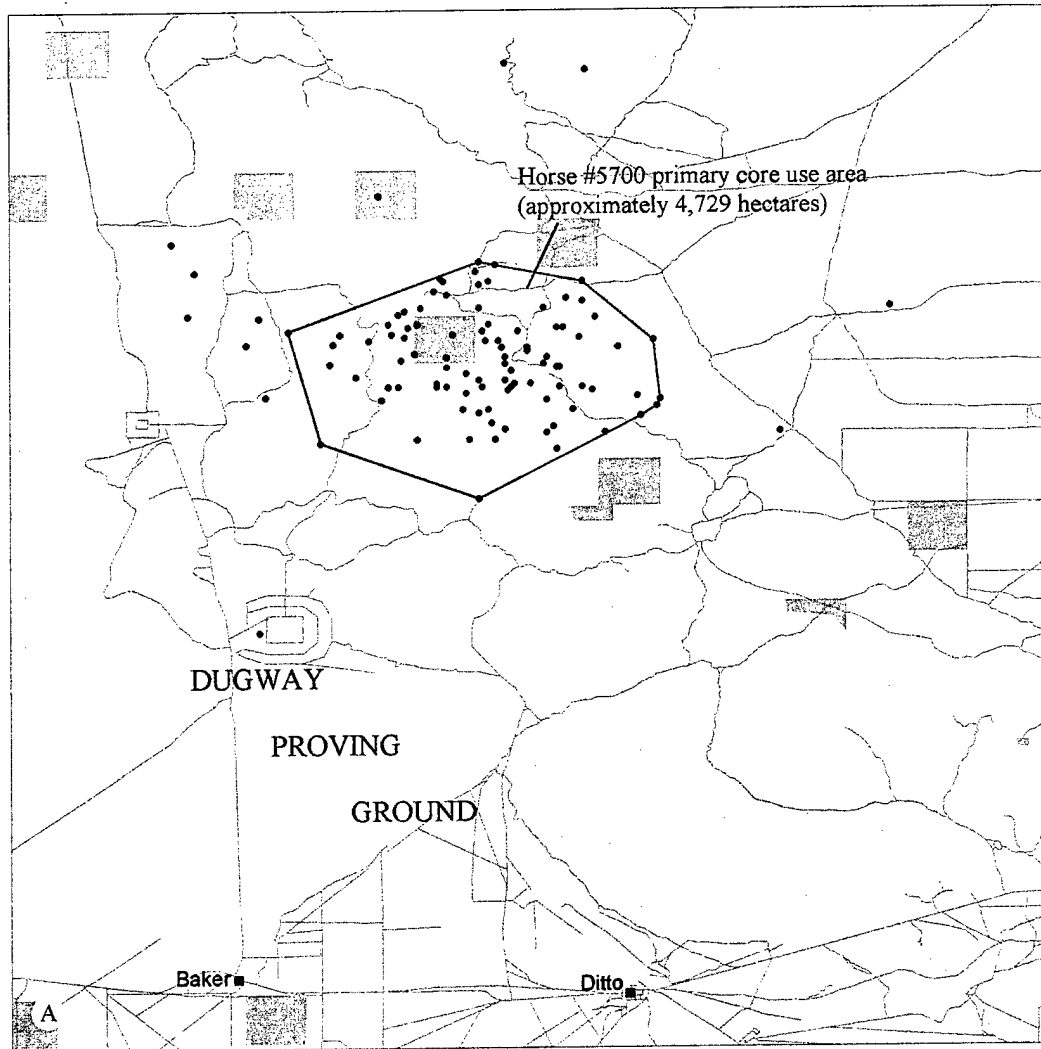 Horse #5700 primary core use area
(approximately 4,729 hectares)
DUGWAY
PROVING
GROUND
Baker
Ditto
A